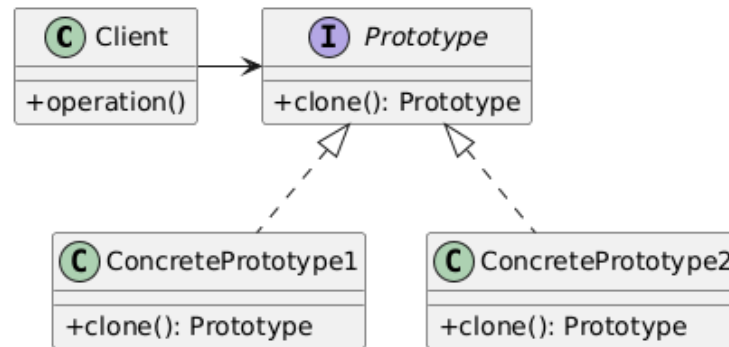 C Client
I Prototype
+operation()
+clone(): Prototype
C ConcretePrototype1
C ConcretePrototype2
+clone(): Prototype
+clone(): Prototype